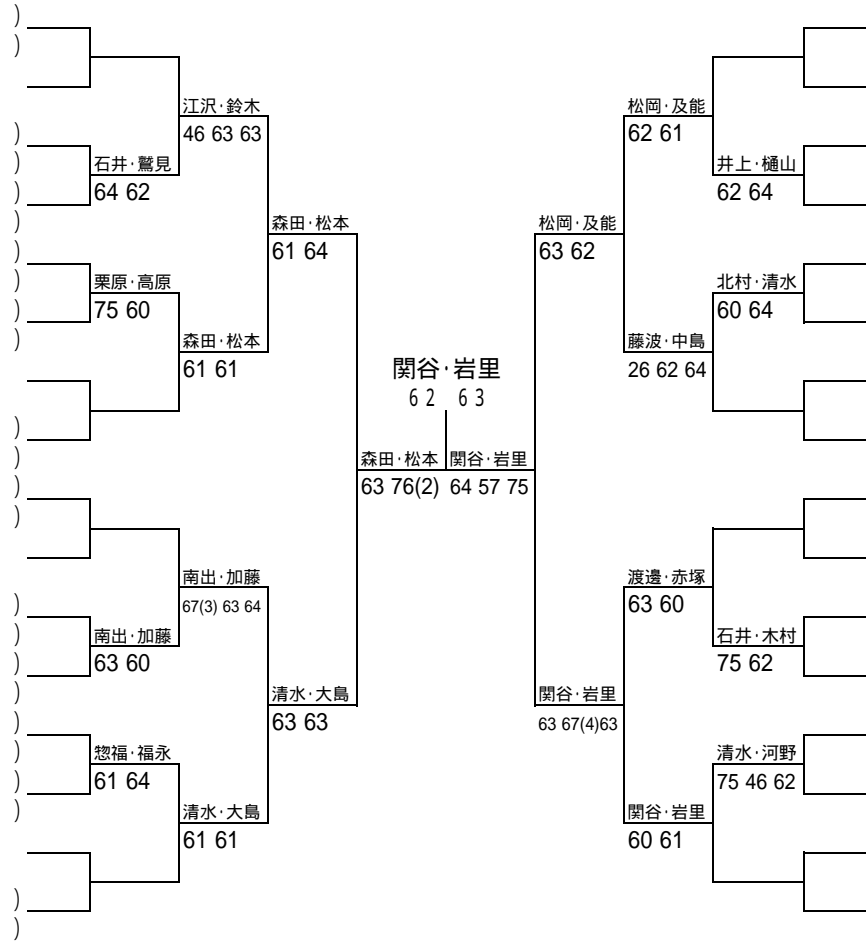 )
)
江沢・鈴木
46 63 63
)
)
石井・鷲見
64 62
)
)
森田・松本
61 64
)
)
栗原・高原
75 60
)
)
森田・松本
61 61
)
)
)
)
南出・加藤
67(3) 63 64
)
)
南出・加藤
63 60
)
)
清水・大島
63 63
)
)
惣福・福永
61 64
)
)
清水・大島
61 61
)
)
関谷・岩里
62 63
森田・松本
63 76(2)
関谷・岩里
64 57 75
松岡・及能
62 61
井上・樋山
62 64
松岡・及能
63 62
北村・清水
60 64
藤波・中島
26 62 64
渡邊・赤塚
63 60
石井・木村
75 62
関谷・岩里
63 67(4)63
清水・河野
75 46 62
関谷・岩里
60 61